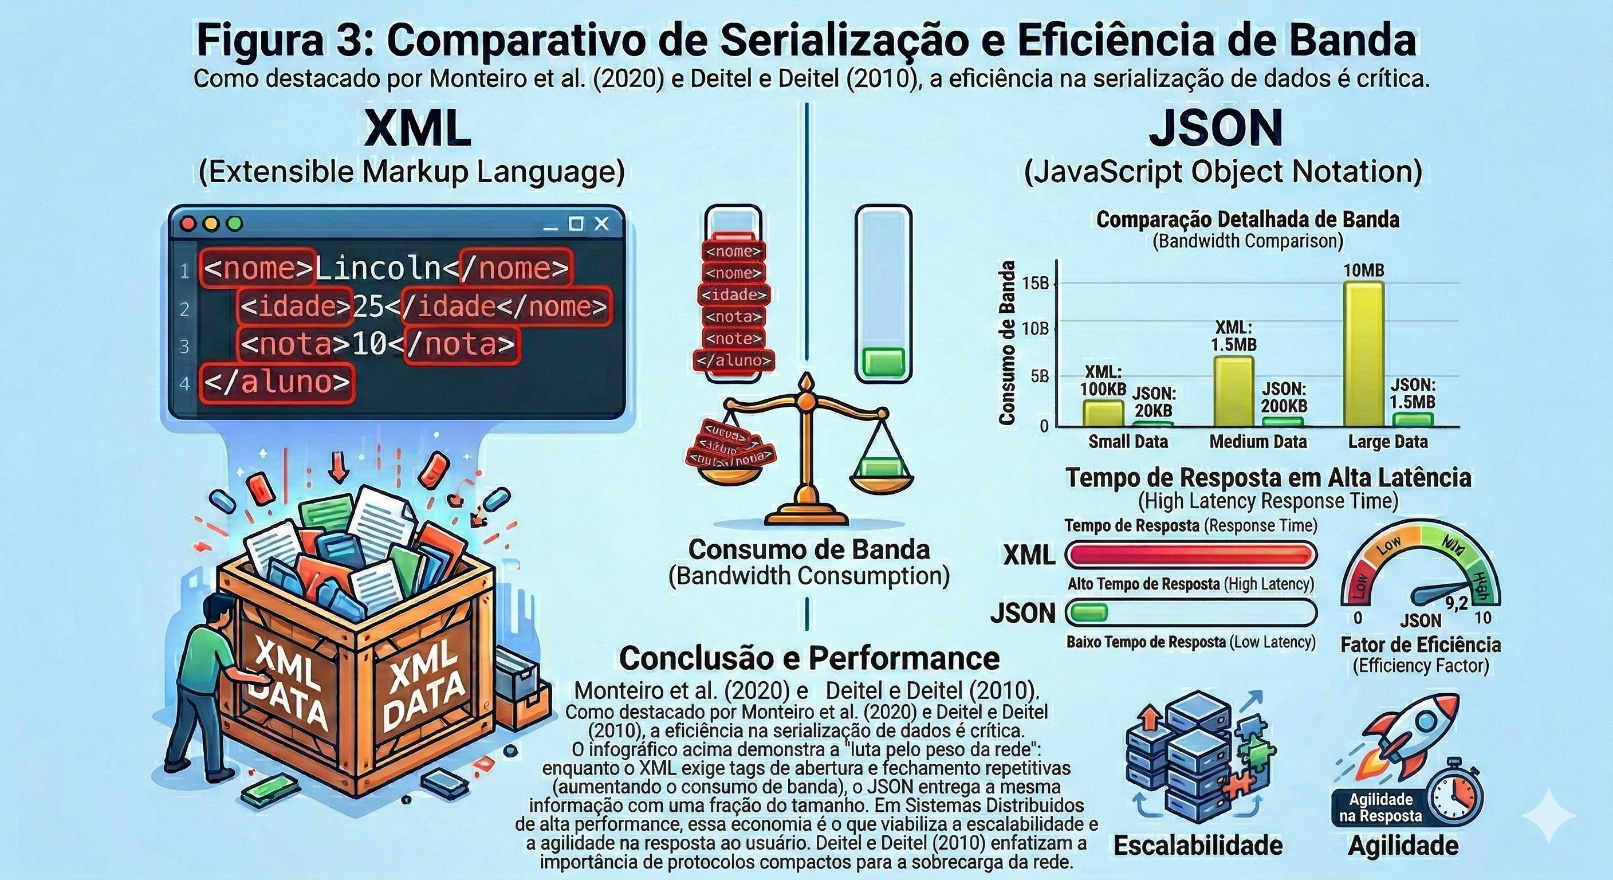 Figura 3: Comparativo de Serialização e Eficiência de Banda
Como destacado por Monteiro et al. (2020) e Deitel e Deitel (2010), a eficiência na serialização de dados é crítica.
XML
(Extensible Markup Language)
1 <nome>Lincoln</nome>
2 <idade>25</idade</nome>
3 <nota>10</nota>
4 </aluno>
XML DATA
XML DATA
<nome>
<nome>
<idade>
<nota>
<note>
</aluno>
Consumo de Banda
(Bandwidth Consumption)
JSON
(JavaScript Object Notation)
Comparação Detalhada de Banda
(Bandwidth Comparison)
Consumo de Banda
15B
10B
5B
0
XML: 100KB
JSON: 20KB
XML: 1.5MB
JSON: 200KB
10MB
JSON: 1.5MB
Small Data
Medium Data
Large Data
Tempo de Resposta em Alta Latência
(High Latency Response Time)
Tempo de Resposta (Response Time)
XML
Alto Tempo de Resposta (High Latency)
JSON
Baixo Tempo de Resposta (Low Latency)
Low
Low
High
9,2
0
JSON
10
Fator de Eficiência
(Efficiency Factor)
Conclusão e Performance
Monteiro et al. (2020) e Deitel e Deitel (2010).
Como destacado por Monteiro et al. (2020) e Deitel e Deitel
(2010), a eficiência na serialização de dados é crítica.
O infográfico acima demonstra a "luta pelo peso da rede":
enquanto o XML exige tags de abertura e fechamento repetitivas
(aumentando o consumo de banda), o JSON entrega a mesma
informação com uma fração do tamanho. Em Sistemas Distribuidos
de alta performance, essa economia é o que viabiliza a escalabilidade e
a agilidade na resposta ao usuário. Deitel e Deitel (2010) enfatizam a
importância de protocolos compactos para a sobrecarga da rede.
Escalabilidade
Agilidade
na Resposta
Agilidade